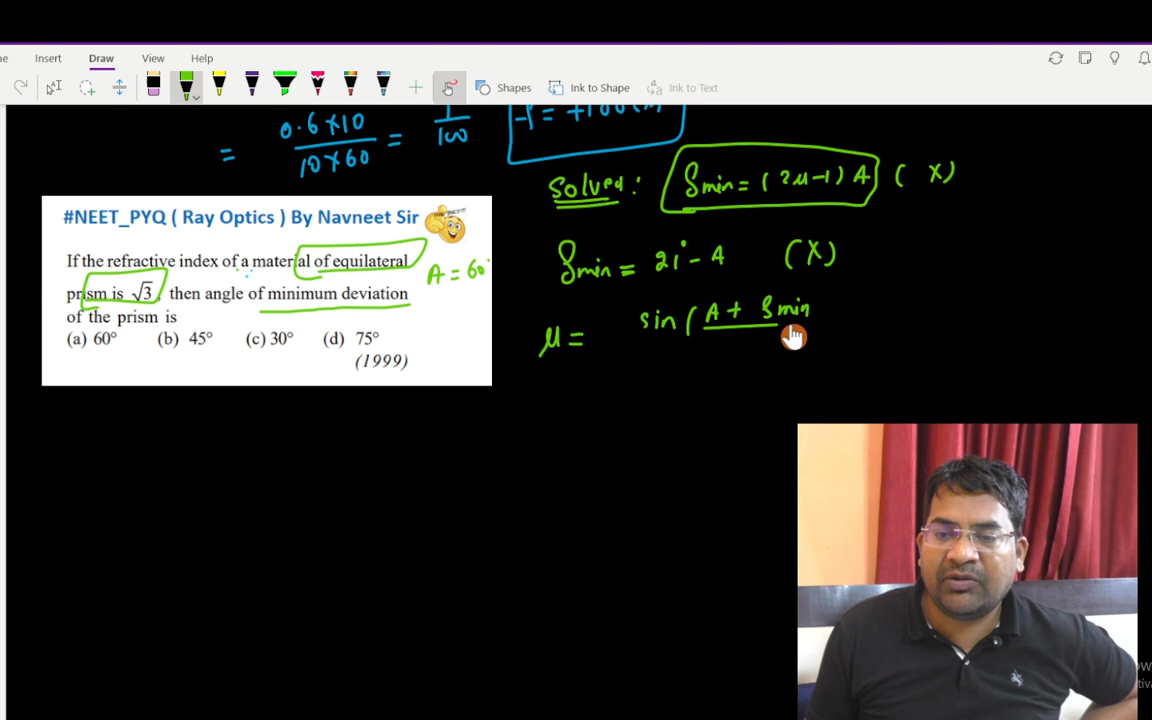 Insert Draw View Help
Shapes Ink to Shape Ink to Text
= 0.6×10 / 10×60 = 1 / 100
Solved: δmin = (2μ-1) A ( X)
#NEET_PYQ ( Ray Optics ) By Navneet Sir
If the refractive index of a material of equilateral
prism is √3, then angle of minimum deviation
of the prism is
(a) 60° (b) 45° (c) 30° (d) 75°
(1999)
A = 60°
δmin = 2i - A (X)
μ = sin (A + δmin